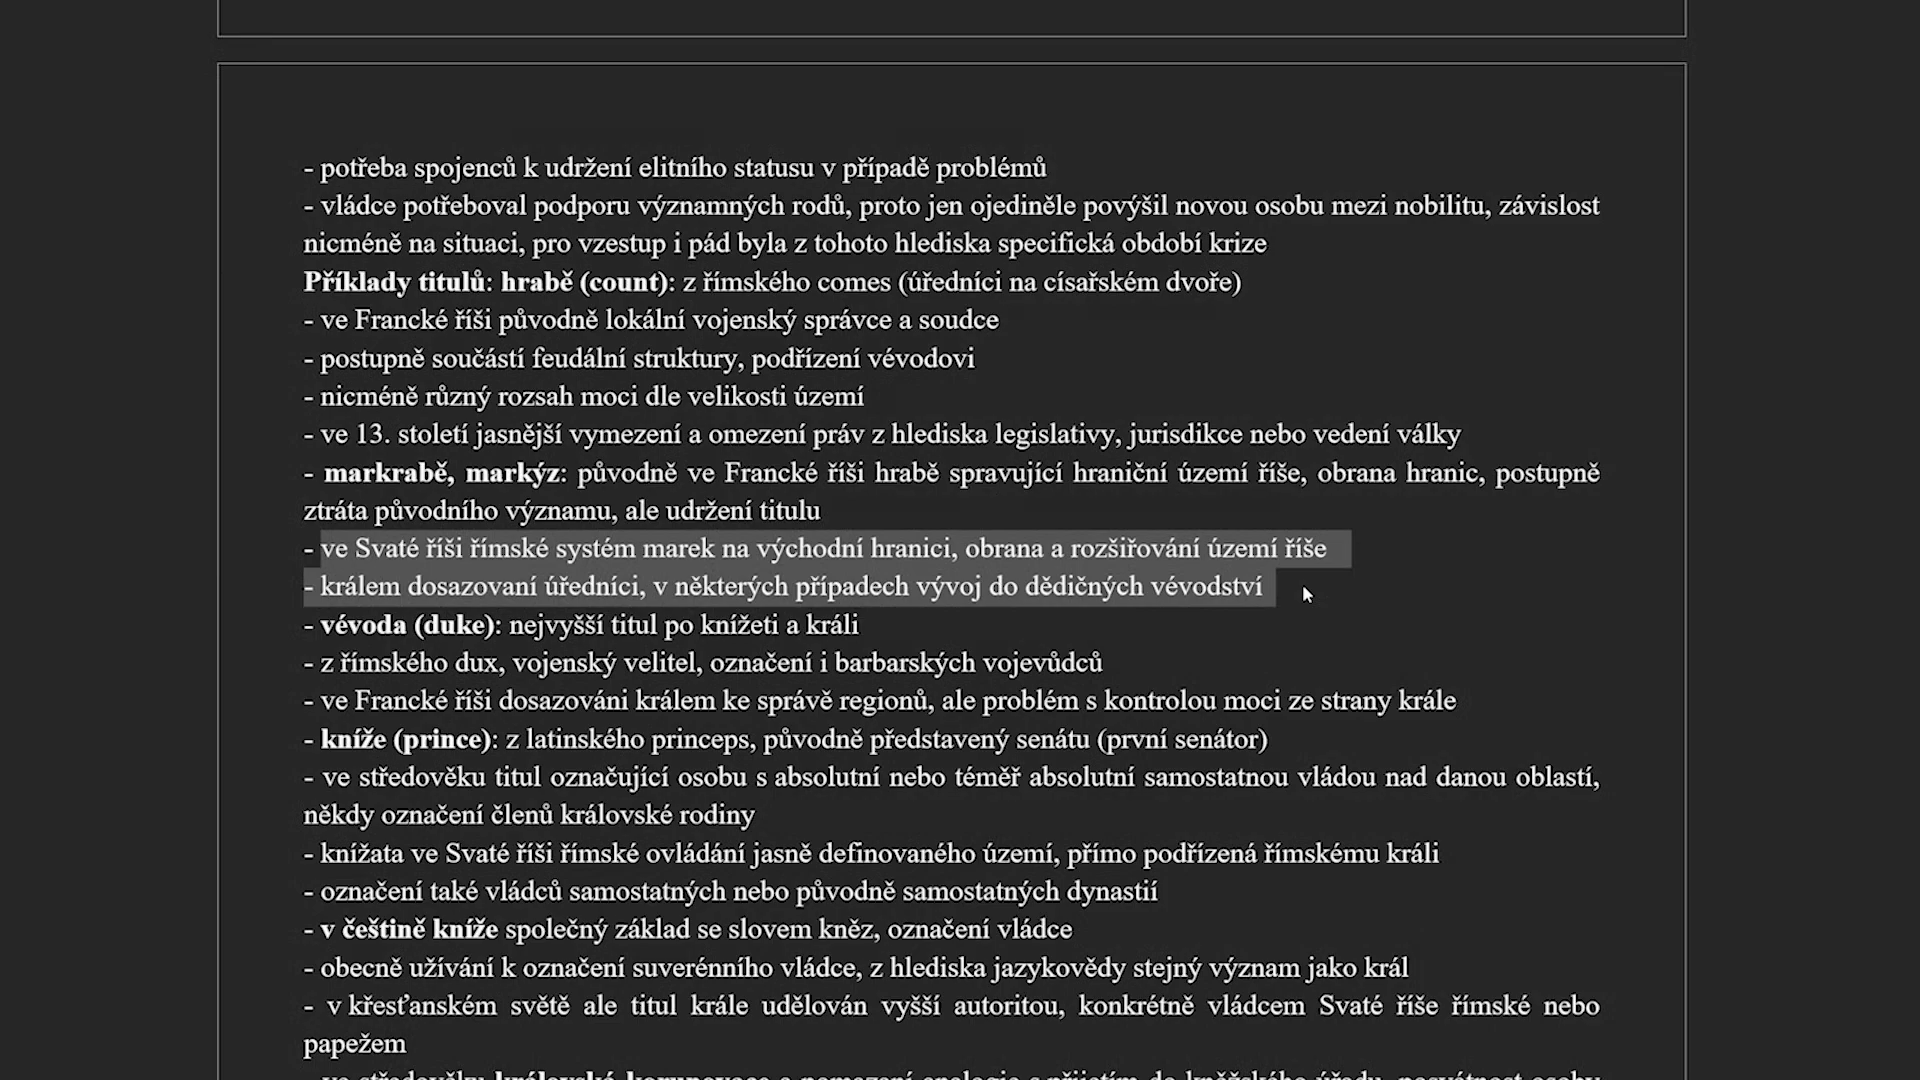 - potřeba spojenců k udržení elitního statusu v případě problémů
- vládce potřeboval podporu významných rodů, proto jen ojediněle povýšil novou osobu mezi nobilitu, závislost
nicméně na situaci, pro vzestup i pád byla z tohoto hlediska specifická období krize
Příklady titulů: hrabě (count): z římského comes (úředníci na císařském dvoře)
- ve Francké říši původně lokální vojenský správce a soudce
- postupně součástí feudální struktury, podřízení vévodovi
- nicméně různý rozsah moci dle velikosti území
- ve 13. století jasnější vymezení a omezení práv z hlediska legislativy, jurisdikce nebo vedení války
- markrabě, markýz: původně ve Francké říši hrabě spravující hraniční území říše, obrana hranic, postupně
ztráta původního významu, ale udržení titulu
- ve Svaté říši římské systém marek na východní hranici, obrana a rozšiřování území říše
- králem dosazovaní úředníci, v některých případech vývoj do dědičných vévodství
- vévoda (duke): nejvyšší titul po knížeti a králi
- z římského dux, vojenský velitel, označení i barbarských vojevůdců
- ve Francké říši dosazováni králem ke správě regionů, ale problém s kontrolou moci ze strany krále
- kníže (prince): z latinského princeps, původně představený senátu (první senátor)
- ve středověku titul označující osobu s absolutní nebo téměř absolutní samostatnou vládou nad danou oblastí,
někdy označení členů královské rodiny
- knížata ve Svaté říši římské ovládání jasně definovaného území, přímo podřízená římskému králi
- označení také vládců samostatných nebo původně samostatných dynastií
- v češtině kníže společný základ se slovem kněz, označení vládce
- obecně užívání k označení suverénního vládce, z hlediska jazykovědy stejný význam jako král
- v křesťanském světě ale titul krále udělován vyšší autoritou, konkrétně vládcem Svaté říše římské nebo
papežem